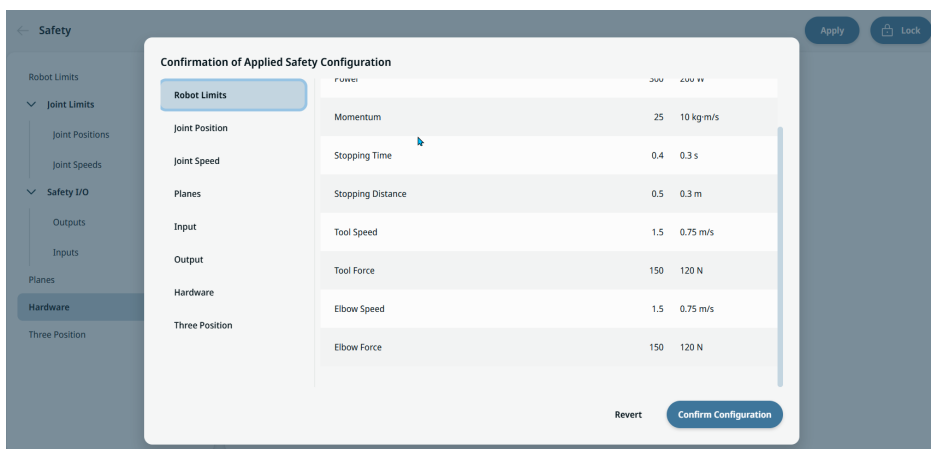 Safety
Apply
Lock
Robot Limits
Joint Limits
Joint Positions
Joint Speeds
Safety I/O
Outputs
Inputs
Planes
Hardware
Three Position
Confirmation of Applied Safety Configuration
Robot Limits
Joint Position
Joint Speed
Planes
Input
Output
Hardware
Three Position
Power 300 200 W
Momentum 25 10 kg·m/s
Stopping Time 0.4 0.3 s
Stopping Distance 0.5 0.3 m
Tool Speed 1.5 0.75 m/s
Tool Force 150 120 N
Elbow Speed 1.5 0.75 m/s
Elbow Force 150 120 N
Revert
Confirm Configuration